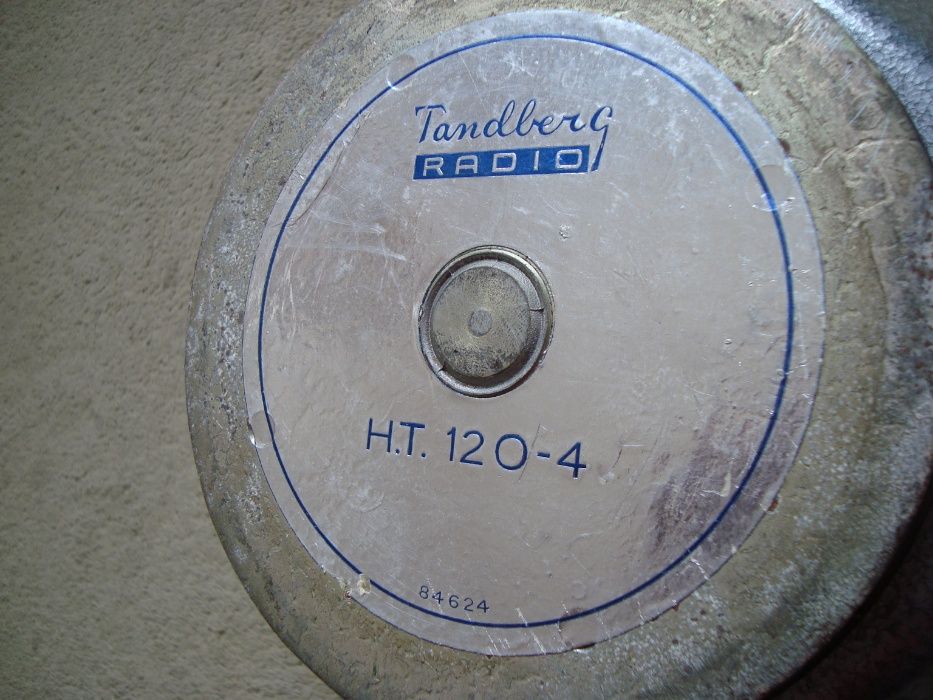 Tandberg
RADIO
H.T. 120-4
84624